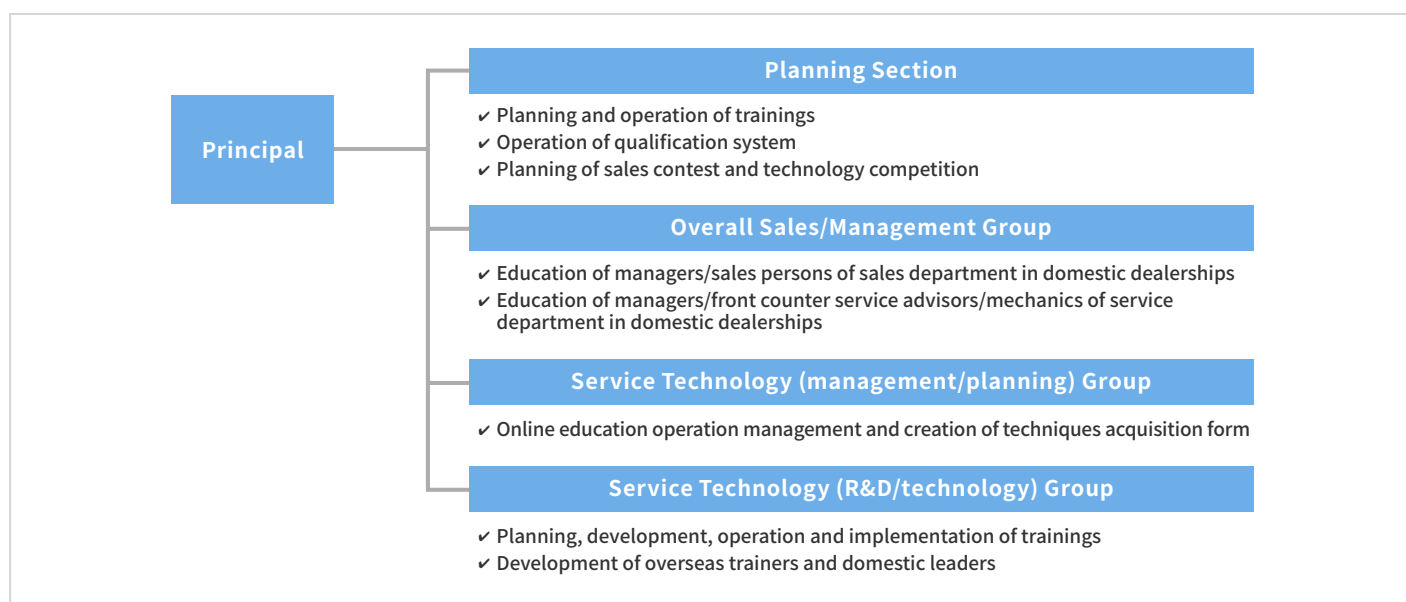 Principal
Planning Section
✔ Planning and operation of trainings
✔ Operation of qualification system
✔ Planning of sales contest and technology competition
Overall Sales/Management Group
✔ Education of managers/sales persons of sales department in domestic dealerships
✔ Education of managers/front counter service advisors/mechanics of service
department in domestic dealerships
Service Technology (management/planning) Group
✔ Online education operation management and creation of techniques acquisition form
Service Technology (R&D/technology) Group
✔ Planning, development, operation and implementation of trainings
✔ Development of overseas trainers and domestic leaders